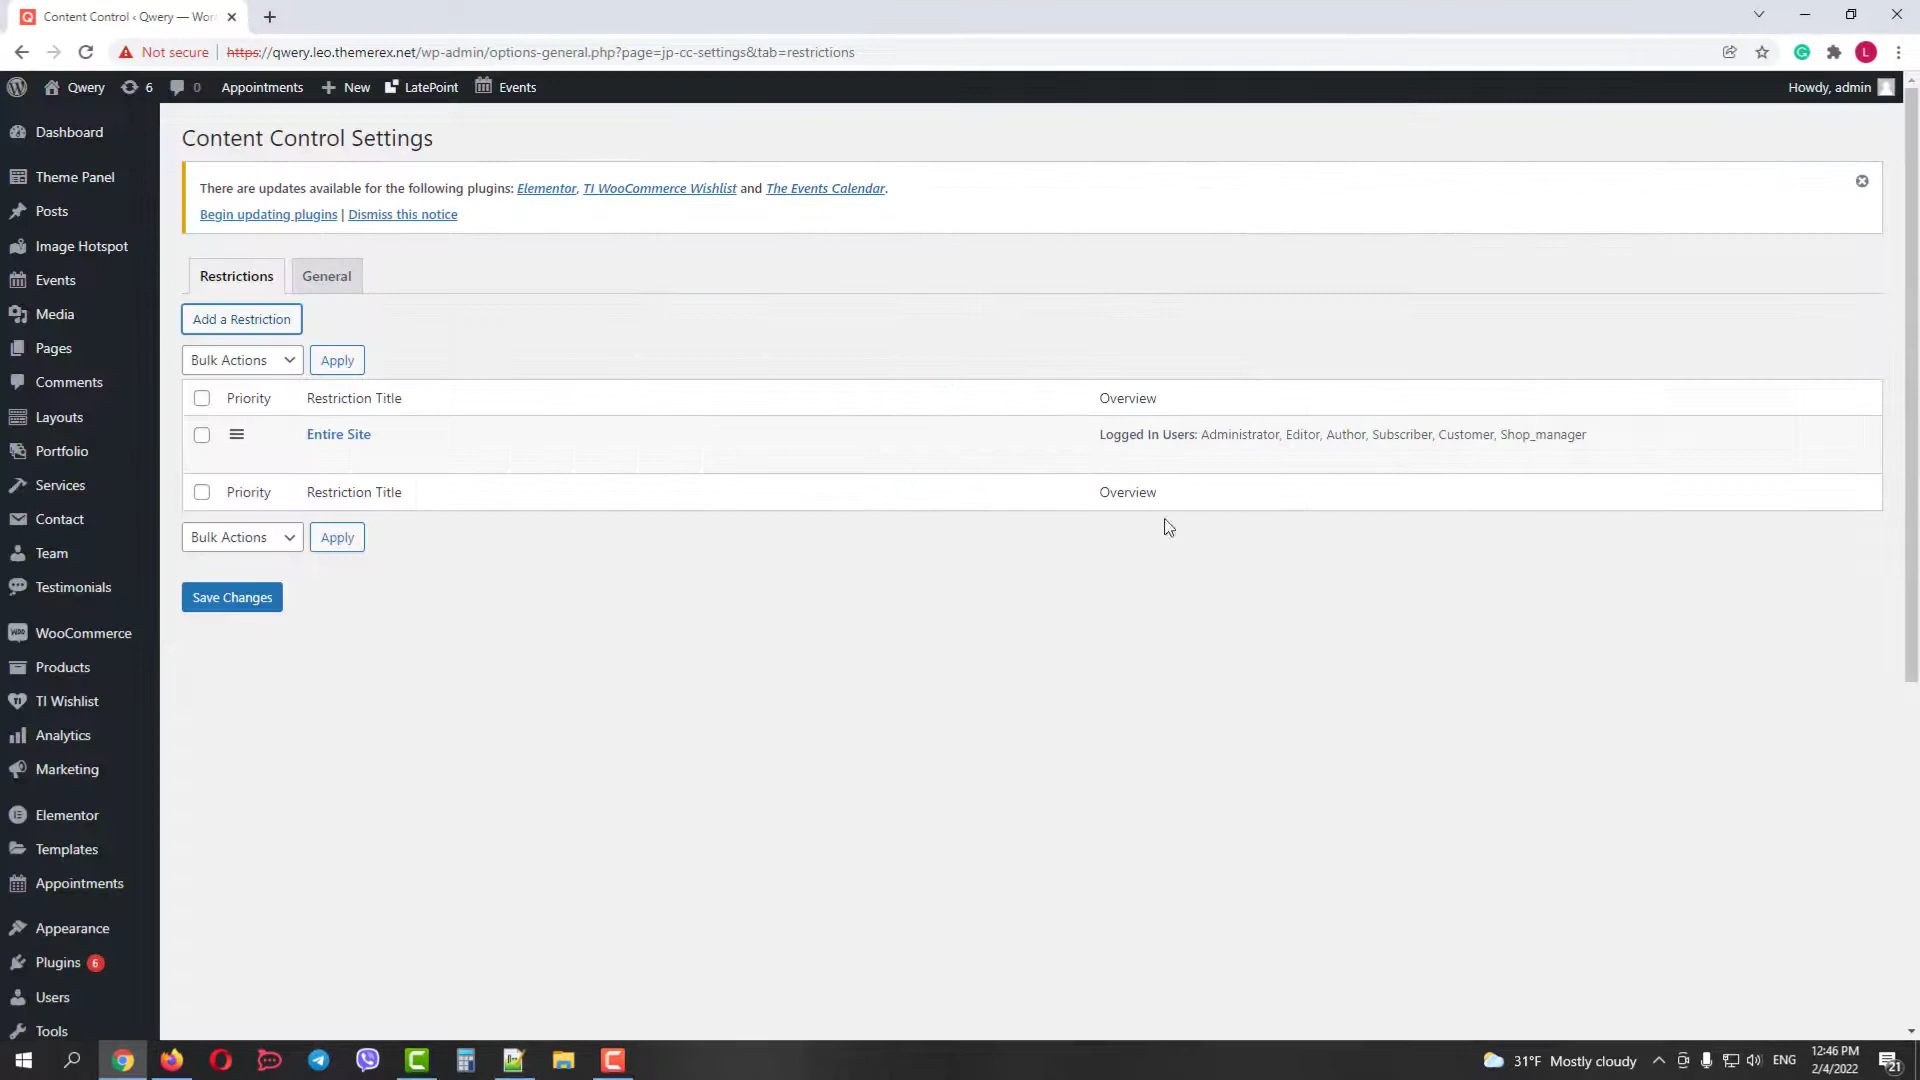 Content Control ‹ Qwery — Wor
Not secure
https://qwery.leo.themerex.net/wp-admin/options-general.php?page=jp-cc-settings&tab=restrictions
L
Qwery
6
0
Appointments
New
LatePoint
Events
Howdy, admin
Dashboard
Theme Panel
Posts
Image Hotspot
Events
Media
Pages
Comments
Layouts
Portfolio
Services
Contact
Team
Testimonials
WooCommerce
Products
TI Wishlist
Analytics
Marketing
Elementor
Templates
Appointments
Appearance
Plugins 6
Users
Tools
Content Control Settings
There are updates available for the following plugins: Elementor, TI WooCommerce Wishlist and The Events Calendar.
Begin updating plugins | Dismiss this notice
Restrictions
General
Add a Restriction
Bulk Actions
Apply
Priority
Restriction Title
Overview
Entire Site
Logged In Users: Administrator, Editor, Author, Subscriber, Customer, Shop_manager
Priority
Restriction Title
Overview
Bulk Actions
Apply
Save Changes
31°F Mostly cloudy
ENG
12:46 PM
2/4/2022
21